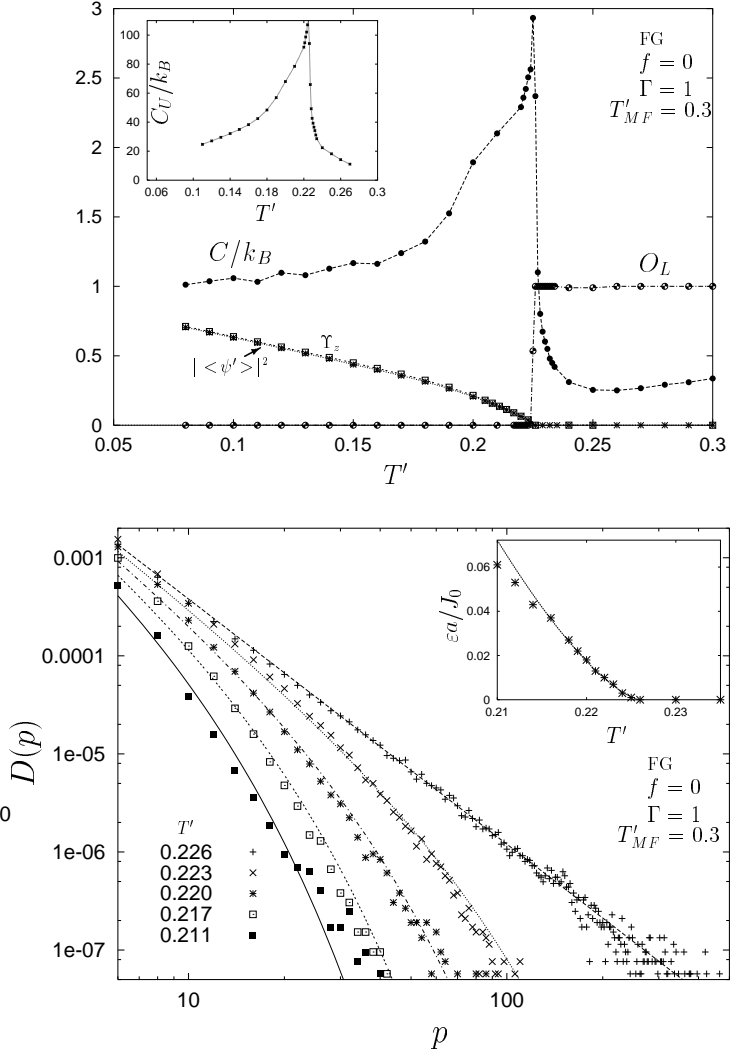 3
2.5
2
1.5
1
0.5
0
0.05
0.1
0.15
0.2
0.25
0.3
T′
C/k_B
O_L
Υ_z
| <ψ′> |²
FG
f = 0
Γ = 1
T′_MF = 0.3
C_U/k_B
100
80
60
40
20
0
0.06
0.10
0.14
0.18
0.22
0.26
0.3
T′
D(p)
0.001
0.0001
1e-05
1e-06
1e-07
0
10
100
p
T′
0.226
0.223
0.220
0.217
0.211
εa/J₀
0.06
0.04
0.02
0
0.21
0.22
0.23
T′
FG
f = 0
Γ = 1
T′_MF = 0.3